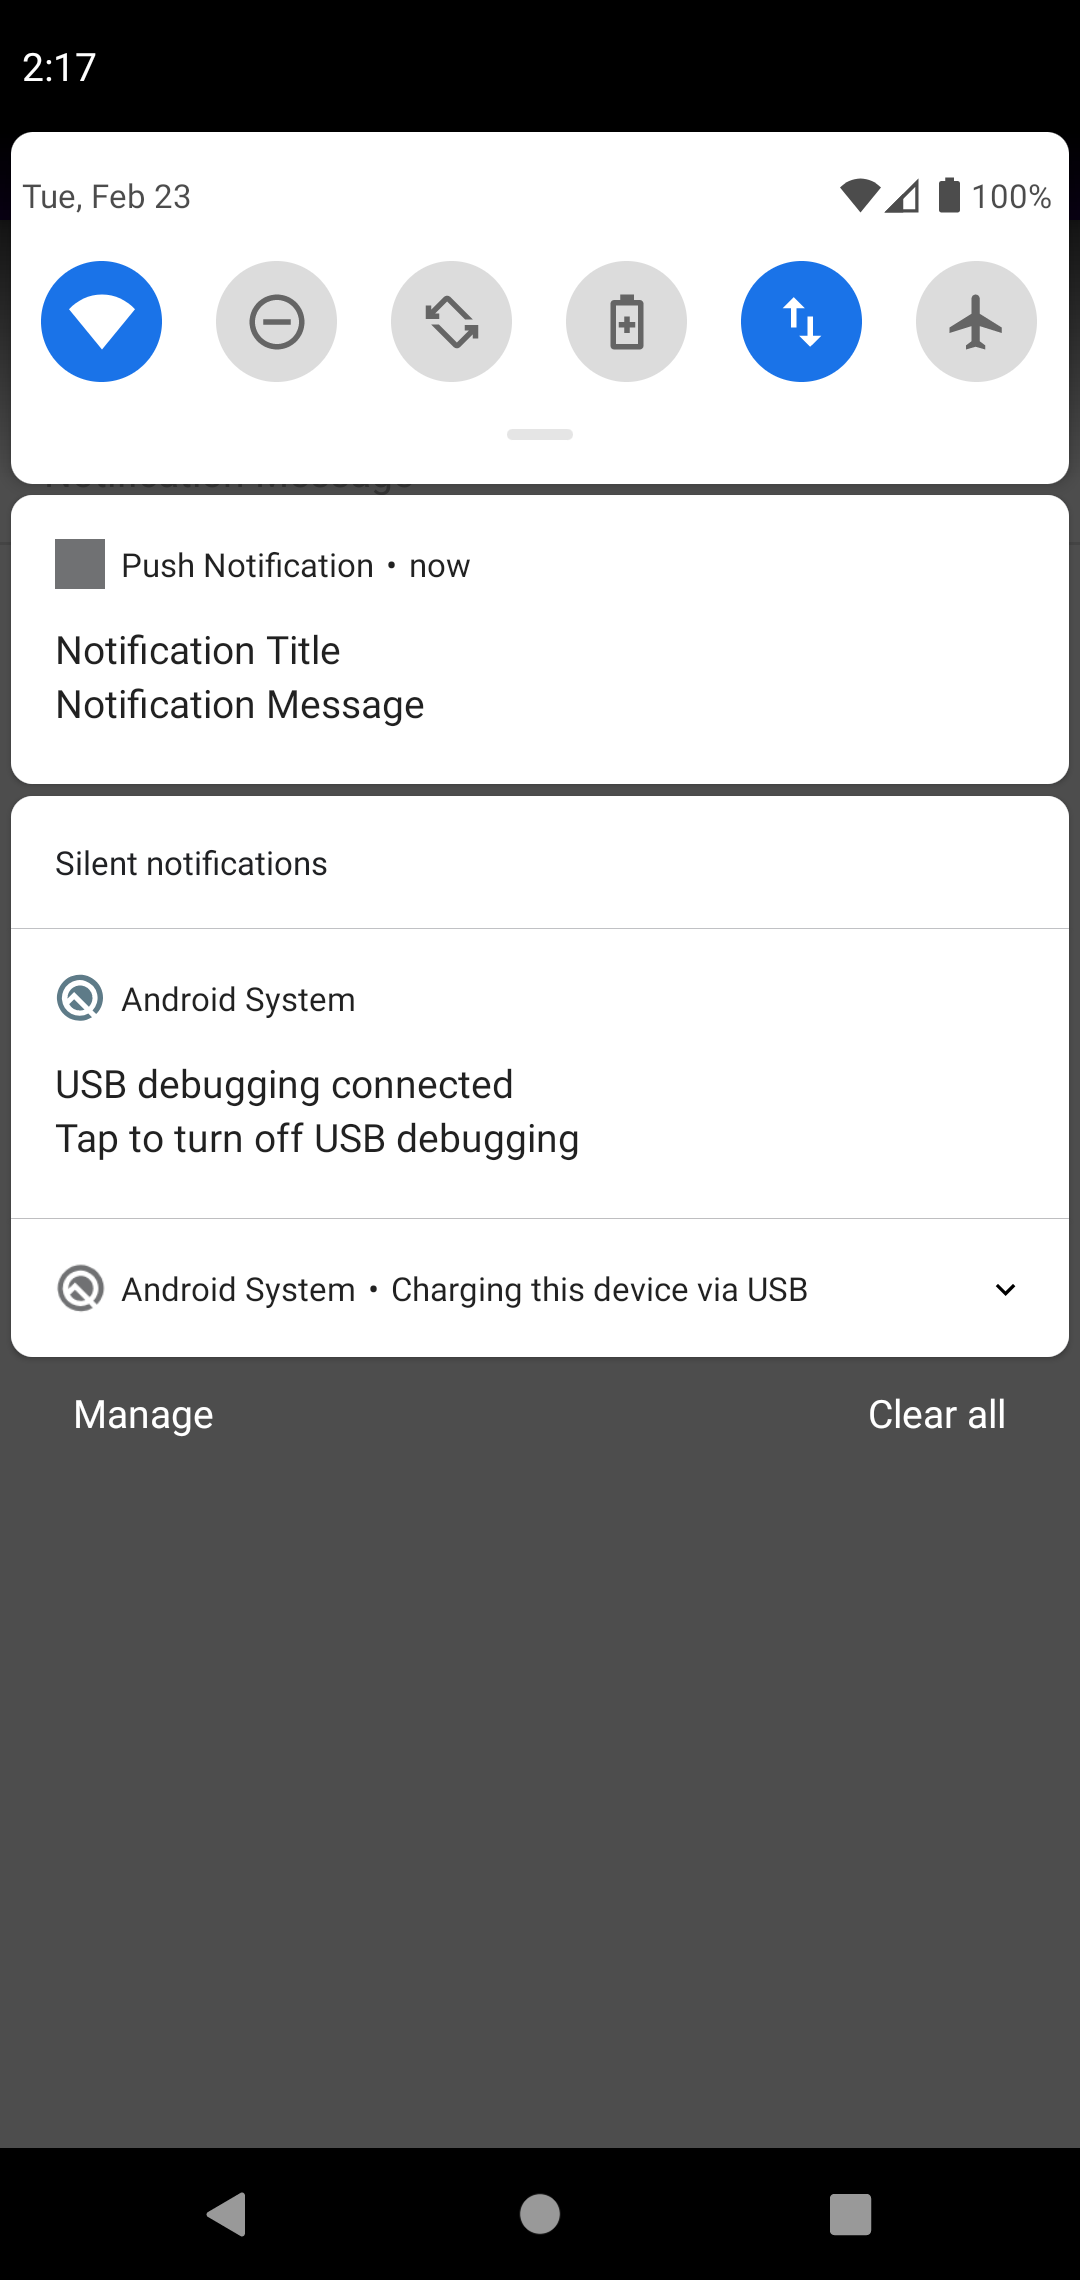 2:17
Tue, Feb 23
100%
Push Notification • now
Notification Title
Notification Message
Silent notifications
Android System
USB debugging connected
Tap to turn off USB debugging
Android System • Charging this device via USB
Manage
Clear all